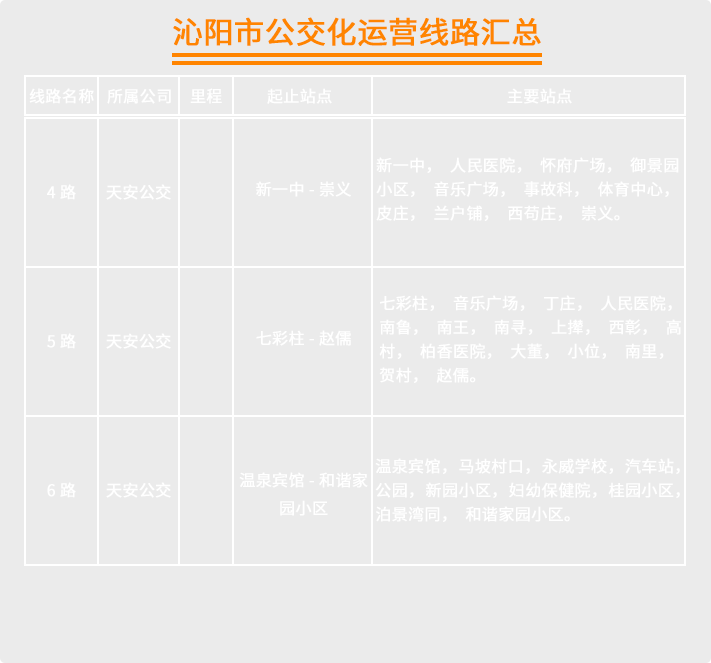 沁阳市公交化运营线路汇总
线路名称 所属公司 里程 起止站点 主要站点
4 路 天安公交 新一中 - 崇义
新一中， 人民医院， 怀府广场， 御景园
小区， 音乐广场， 事故科， 体育中心，
皮庄， 兰户铺， 西苟庄， 崇义。
5 路 天安公交 七彩柱 - 赵儒
七彩柱， 音乐广场， 丁庄， 人民医院，
南鲁， 南王， 南寻， 上撵， 西彰， 高
村， 柏香医院， 大董， 小位， 南里，
贺村， 赵儒。
6 路 天安公交
温泉宾馆 - 和谐家
园小区
温泉宾馆，马坡村口，永威学校，汽车站，
公园，新园小区，妇幼保健院，桂园小区，
泊景湾同， 和谐家园小区。